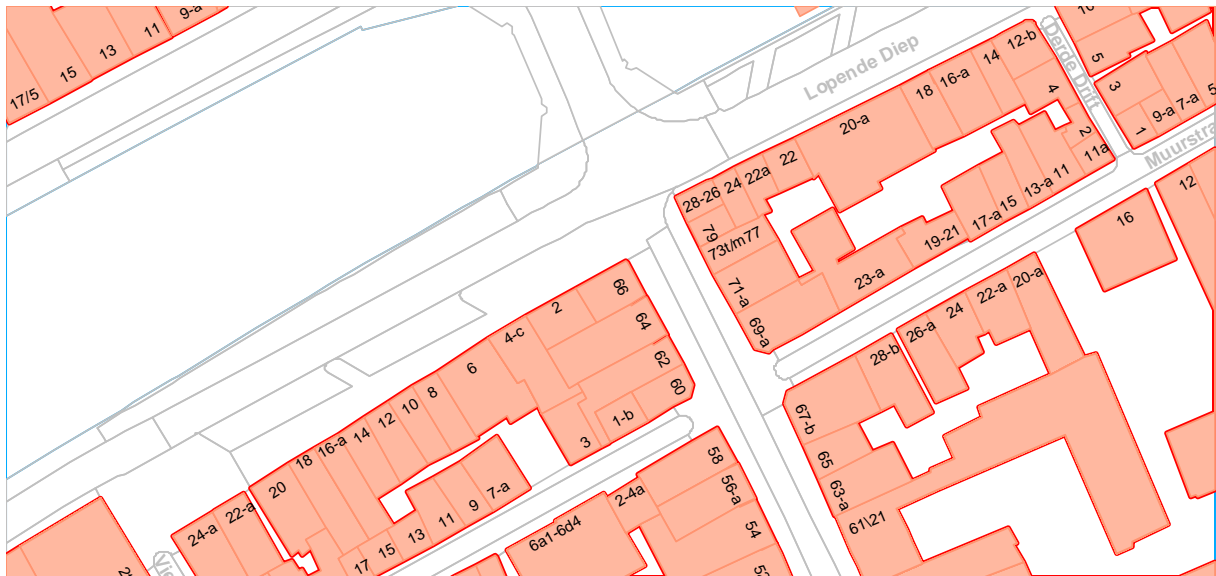 9-a
11
13
15
17/5
Lopende Diep
Derde Drift
Muurstra
10
5
3
1
9-a
7-a
5
12-b
14
16-a
18
20-a
22
22a
24
28-26
79
73t/m77
71-a
69-a
4
2
11a
11
13-a
15
17-a
19-21
23-a
12
16
20-a
22-a
24
26-a
28-b
67-b
65
63-a
61\21
66
64
62
60
2
4-c
6
8
10
12
14
16-a
18
20
22-a
24-a
3
1-b
7-a
9
11
13
15
17
58
56-a
54
2-4a
6a1-6d4